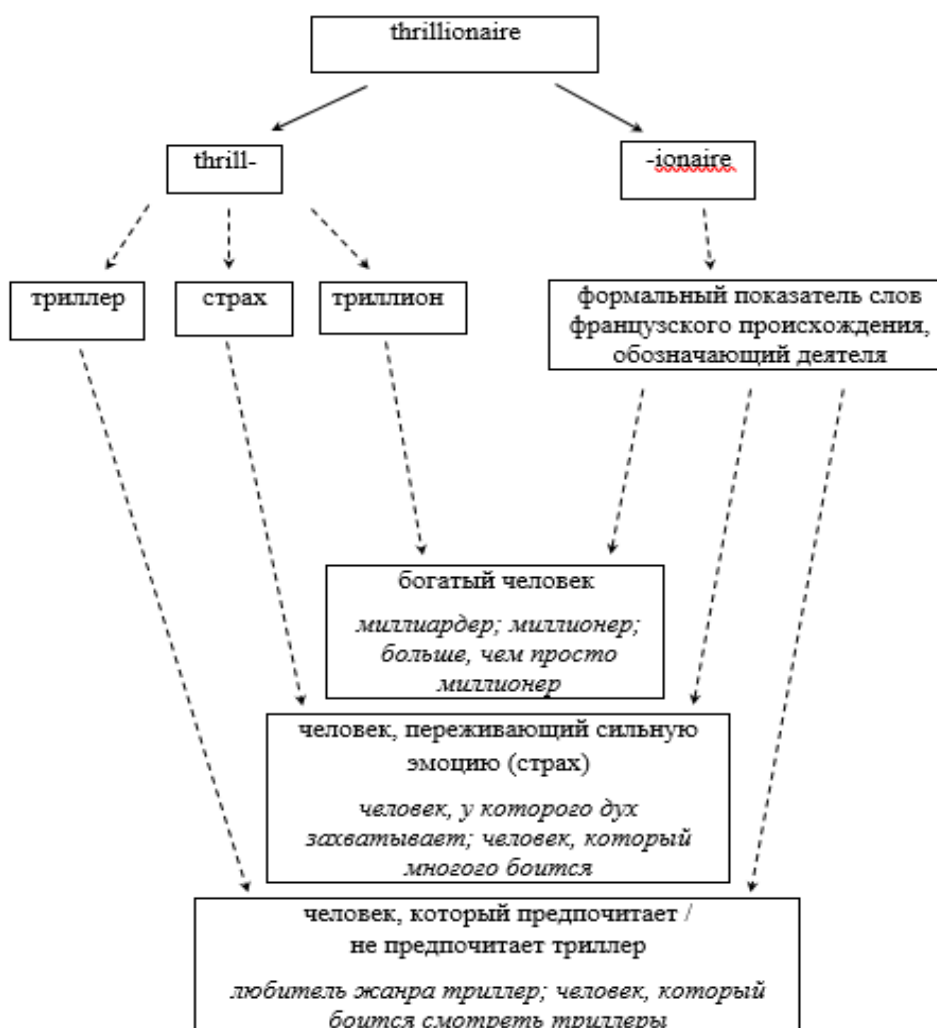 thrillionaire
thrill-
-ionaire
триллер
страх
триллион
формальный показатель слов
французского происхождения,
обозначающий деятеля
богатый человек
миллиардер; миллионер;
больше, чем просто
миллионер
человек, переживающий сильную
эмоцию (страх)
человек, у которого дух
захватывает; человек, который
многого боится
человек, который предпочитает /
не предпочитает триллер
любитель жанра триллер; человек, который
боится смотреть триллеры